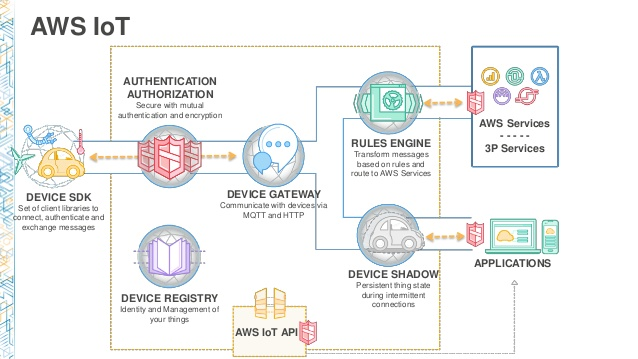 AWS IoT
AUTHENTICATION
AUTHORIZATION
Secure with mutual
authentication and encryption
DEVICE SDK
Set of client libraries to
connect, authenticate and
exchange messages
DEVICE GATEWAY
Communicate with devices via
MQTT and HTTP
RULES ENGINE
Transform messages
based on rules and
route to AWS Services
AWS Services
- - - - -
3P Services
DEVICE REGISTRY
Identity and Management of
your things
DEVICE SHADOW
Persistent thing state
during intermittent
connections
APPLICATIONS
AWS IoT API